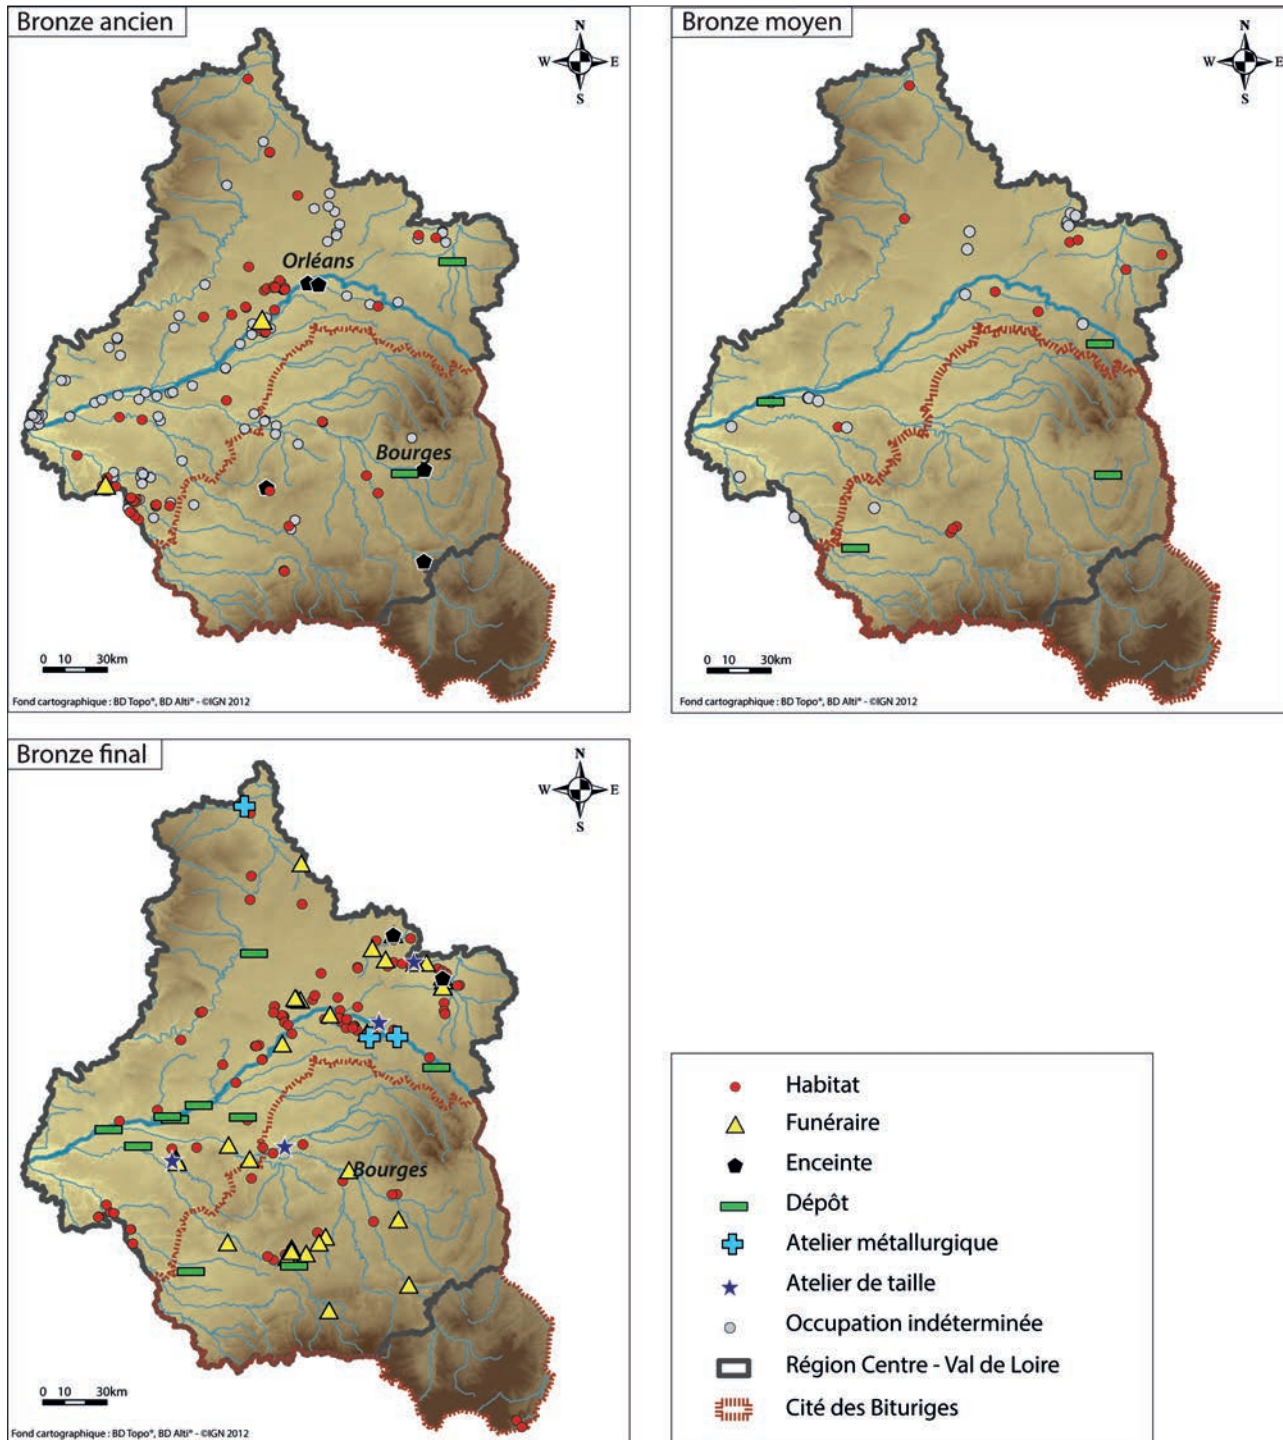 Bronze ancien
N
W E
S
Orléans
Bourges
0 10 30km
Fond cartographique : BD Topo®, BD Alti® - ©IGN 2012
Bronze moyen
N
W E
S
0 10 30km
Fond cartographique : BD Topo®, BD Alti® - ©IGN 2012
Bronze final
N
W E
S
Bourges
0 10 30km
Fond cartographique : BD Topo®, BD Alti® - ©IGN 2012
Habitat
Funéraire
Enceinte
Dépôt
Atelier métallurgique
Atelier de taille
Occupation indéterminée
Région Centre - Val de Loire
Cité des Bituriges